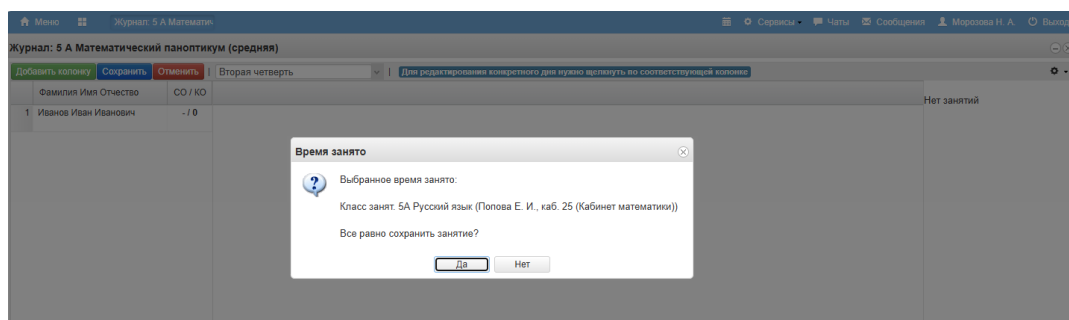 Меню Журнал: 5 А Математич Сервисы Чаты Сообщения Морозова Н. А. Выход
Журнал: 5 А Математический паноптикум (средняя)
Добавить колонку Сохранить Отменить | Вторая четверть | Для редактирования конкретного дня нужно щелкнуть по соответствующей колонке
Фамилия Имя Отчество СО / КО
Нет занятий
1 Иванов Иван Иванович - / 0
Время занято
Выбранное время занято:
Класс занят. 5А Русский язык (Попова Е. И., каб. 25 (Кабинет математики))
Все равно сохранить занятие?
Да Нет